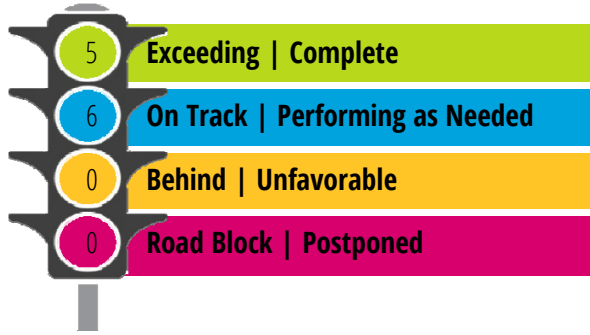 5 Exceeding | Complete
6 On Track | Performing as Needed
0 Behind | Unfavorable
0 Road Block | Postponed